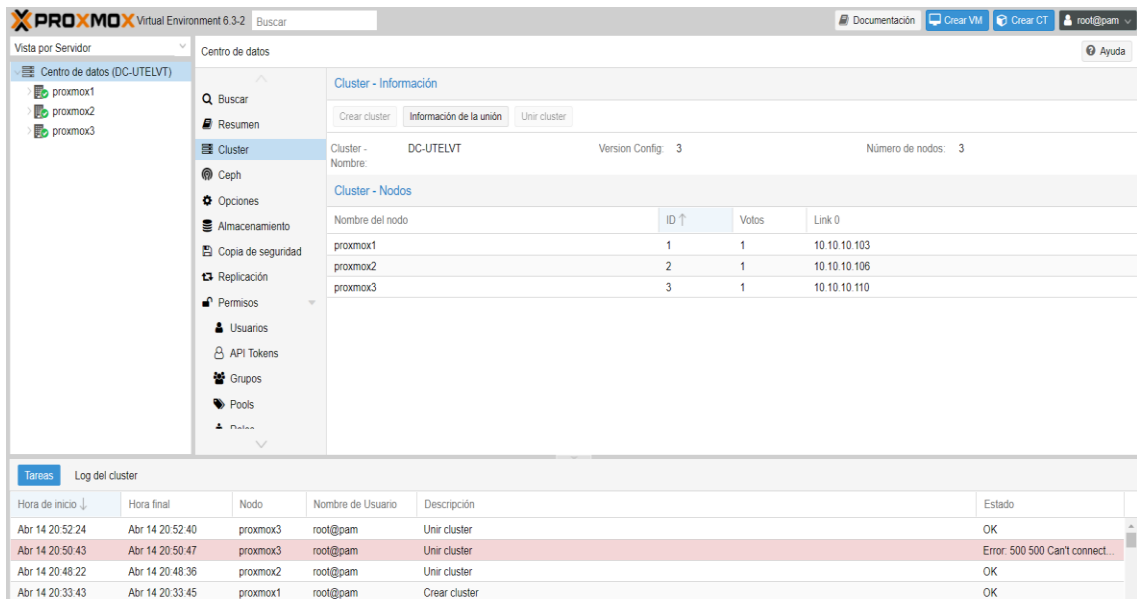 PROXMOX Virtual Environment 6.3-2 Buscar
Documentación Crear VM Crear CT root@pam
Vista por Servidor
Centro de datos (DC-UTELVT)
proxmox1
proxmox2
proxmox3
Centro de datos
Ayuda
Buscar
Resumen
Cluster
Ceph
Opciones
Almacenamiento
Copia de seguridad
Replicación
Permisos
Usuarios
API Tokens
Grupos
Pools
Cluster - Información
Crear cluster Información de la unión Unir cluster
Cluster - Nombre: DC-UTELVT Version Config: 3 Número de nodos: 3
Cluster - Nodos
Nombre del nodo ID ↑ Votos Link 0
proxmox1 1 1 10.10.10.103
proxmox2 2 1 10.10.10.106
proxmox3 3 1 10.10.10.110
Tareas Log del cluster
Hora de inicio ↓ Hora final Nodo Nombre de Usuario Descripción Estado
Abr 14 20:52:24 Abr 14 20:52:40 proxmox3 root@pam Unir cluster OK
Abr 14 20:50:43 Abr 14 20:50:47 proxmox3 root@pam Unir cluster Error: 500 500 Can't connect...
Abr 14 20:48:22 Abr 14 20:48:36 proxmox2 root@pam Unir cluster OK
Abr 14 20:33:43 Abr 14 20:33:45 proxmox1 root@pam Crear cluster OK